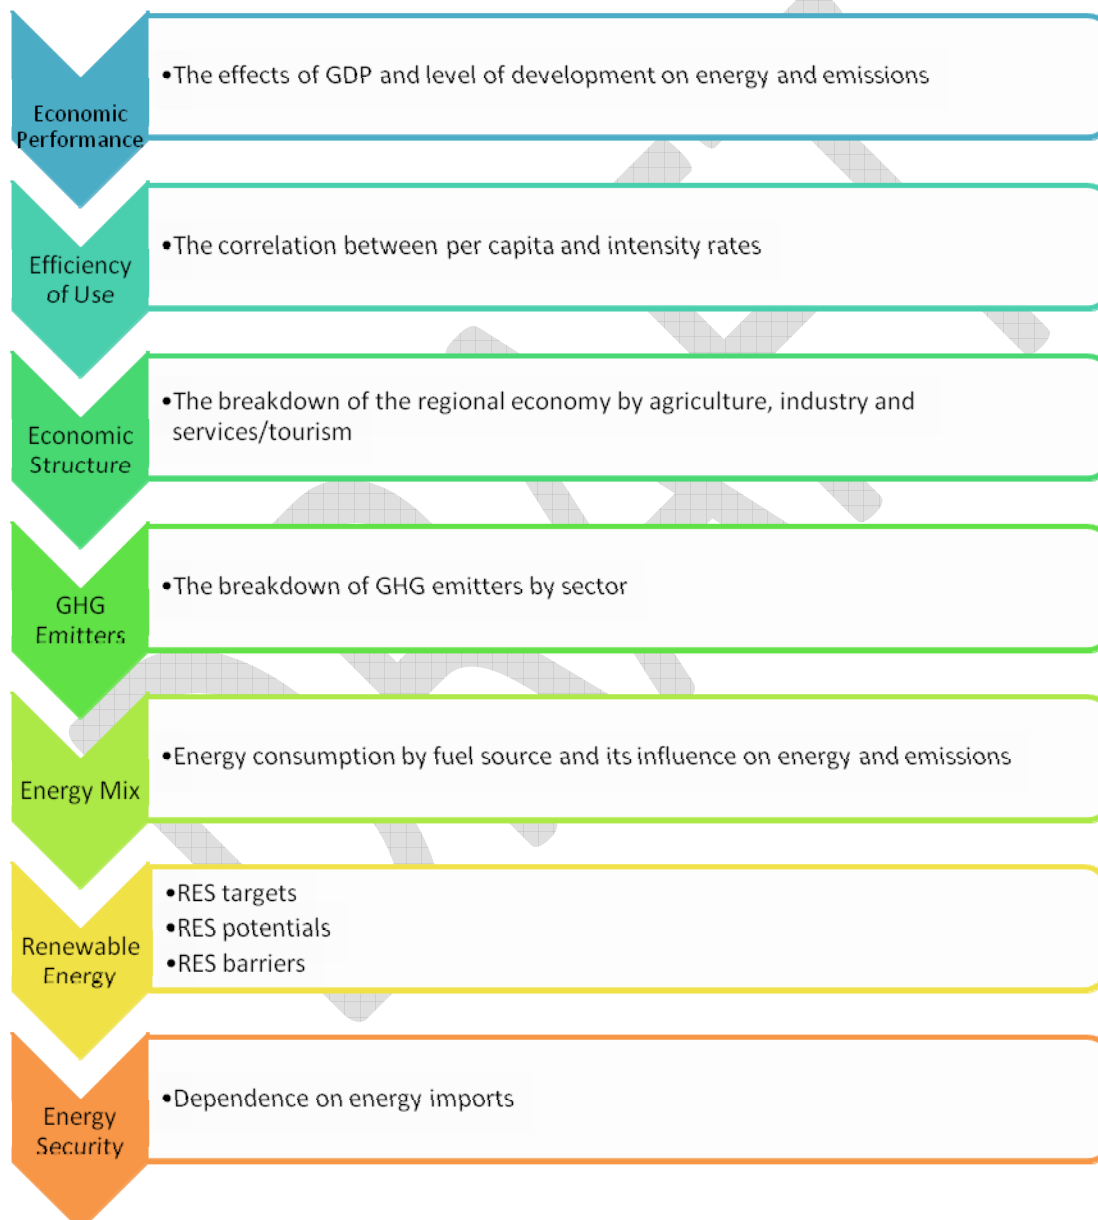 Economic
Performance
•The effects of GDP and level of development on energy and emissions
Efficiency
of Use
•The correlation between per capita and intensity rates
Economic
Structure
•The breakdown of the regional economy by agriculture, industry and
services/tourism
GHG
Emitters
•The breakdown of GHG emitters by sector
Energy Mix
•Energy consumption by fuel source and its influence on energy and emissions
Renewable
Energy
•RES targets
•RES potentials
•RES barriers
Energy
Security
•Dependence on energy imports
DRAFT